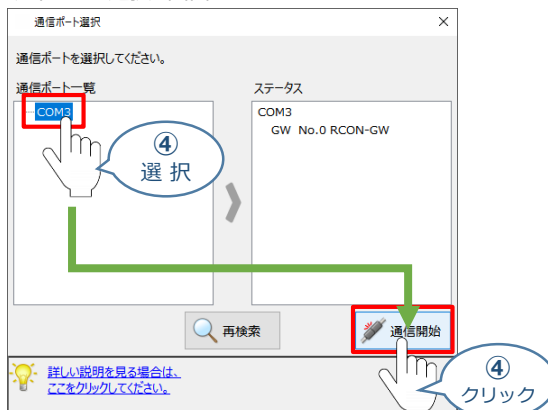 通信ポート選択
通信ポートを選択してください。
通信ポート一覧
ステータス
COM3
COM3
GW No.0 RCON-GW
④
選 択
再検索
通信開始
詳しい説明を見る場合は、
ここをクリックしてください。
④
クリック